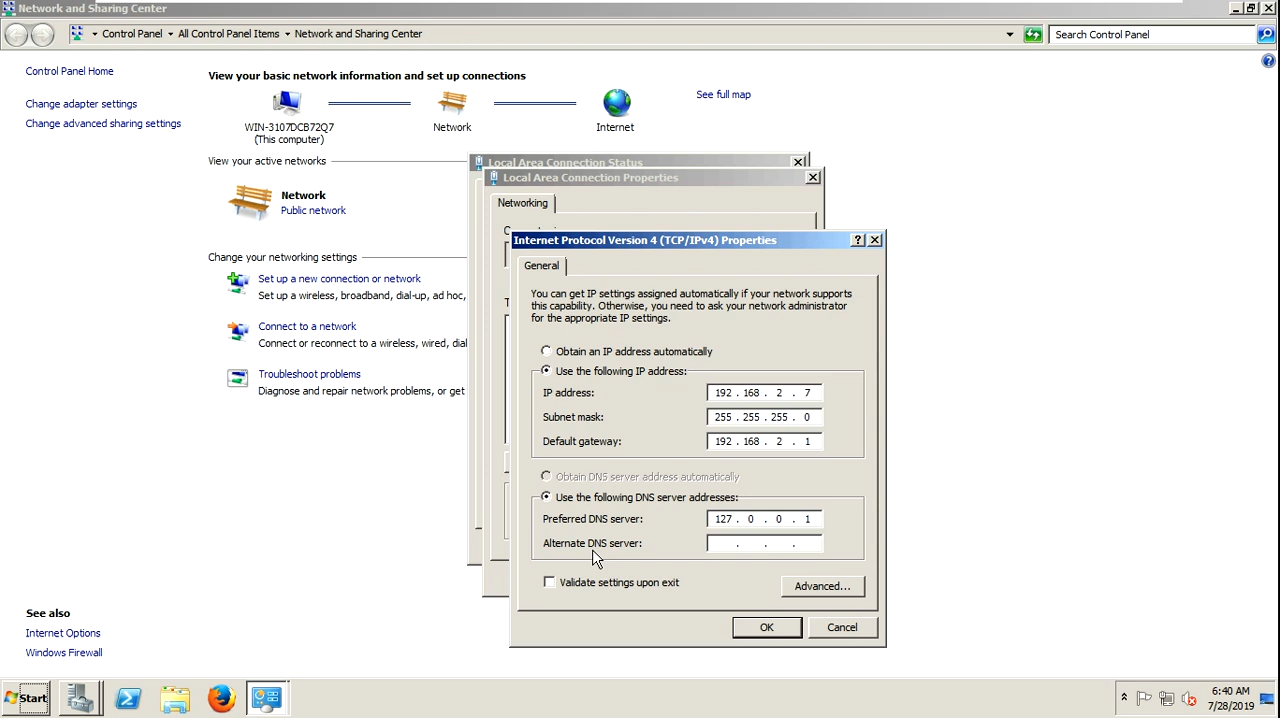 Network and Sharing Center
Control Panel
All Control Panel Items
Network and Sharing Center
Search Control Panel
Control Panel Home
Change adapter settings
Change advanced sharing settings
View your basic network information and set up connections
See full map
WIN-3107DCB72Q7
(This computer)
Network
Internet
View your active networks
Network
Public network
Change your networking settings
Set up a new connection or network
Set up a wireless, broadband, dial-up, ad hoc,
Connect to a network
Connect or reconnect to a wireless, wired, dial
Troubleshoot problems
Diagnose and repair network problems, or get
See also
Internet Options
Windows Firewall
Local Area Connection Status
Local Area Connection Properties
Networking
Internet Protocol Version 4 (TCP/IPv4) Properties
General
You can get IP settings assigned automatically if your network supports
this capability. Otherwise, you need to ask your network administrator
for the appropriate IP settings.
Obtain an IP address automatically
Use the following IP address:
IP address: 192 . 168 . 2 . 7
Subnet mask: 255 . 255 . 255 . 0
Default gateway: 192 . 168 . 2 . 1
Obtain DNS server address automatically
Use the following DNS server addresses:
Preferred DNS server: 127 . 0 . 0 . 1
Alternate DNS server: . . .
Validate settings upon exit
Advanced...
OK
Cancel
Start
6:40 AM
7/28/2019